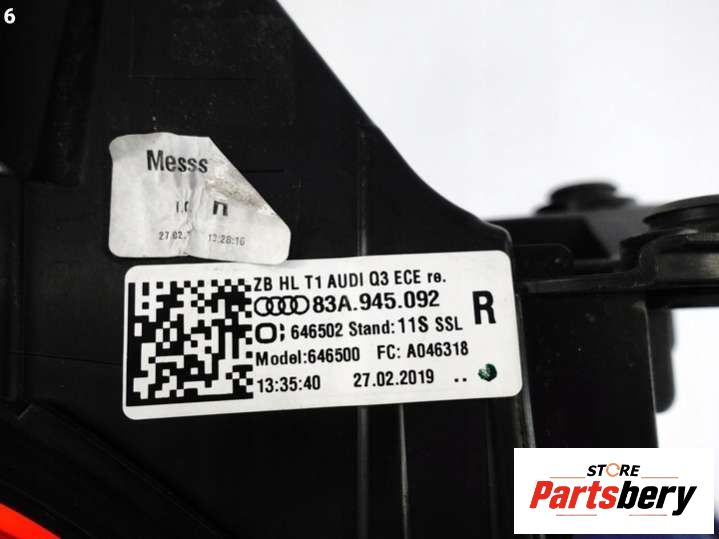 6
Messs
n
27.02.
13:28:16
ZB HL T1 AUDI Q3 ECE re.
83A.945.092
R
646502 Stand: 11S SSL
Model:646500 FC: A046318
13:35:40 27.02.2019 ..
STORE
Partsbery